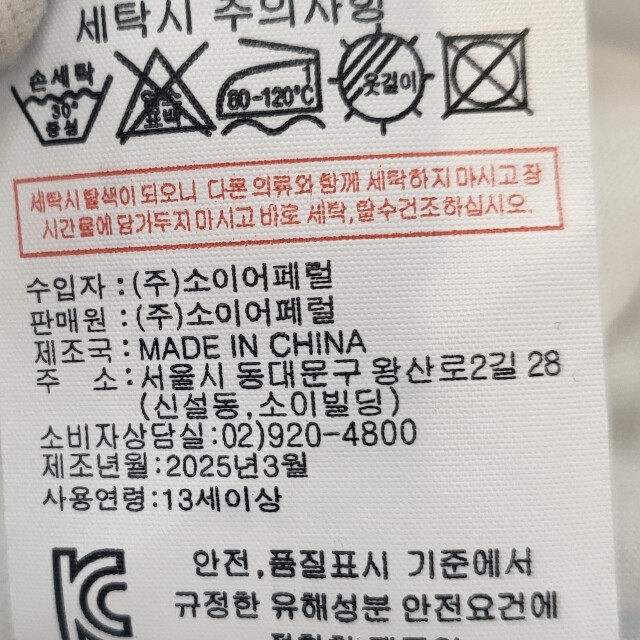 세탁시 주의사항
손세탁
30°
중성
염소
표백
80-120°C
옷걸이
세탁시 탈색이 되오니 다른 의류와 함께 세탁하지 마시고 장
시간 물에 담가두지 마시고 바로 세탁,탈수건조하십시오.
수입자 : (주)소이어페럴
판매원 : (주)소이어페럴
제조국 : MADE IN CHINA
주 소 : 서울시 동대문구 왕산로2길 28
(신설동,소이빌딩)
소비자상담실:02)920-4800
제조년월:2025년3월
사용연령:13세이상
안전,품질표시 기준에서
규정한 유해성분 안전요건에